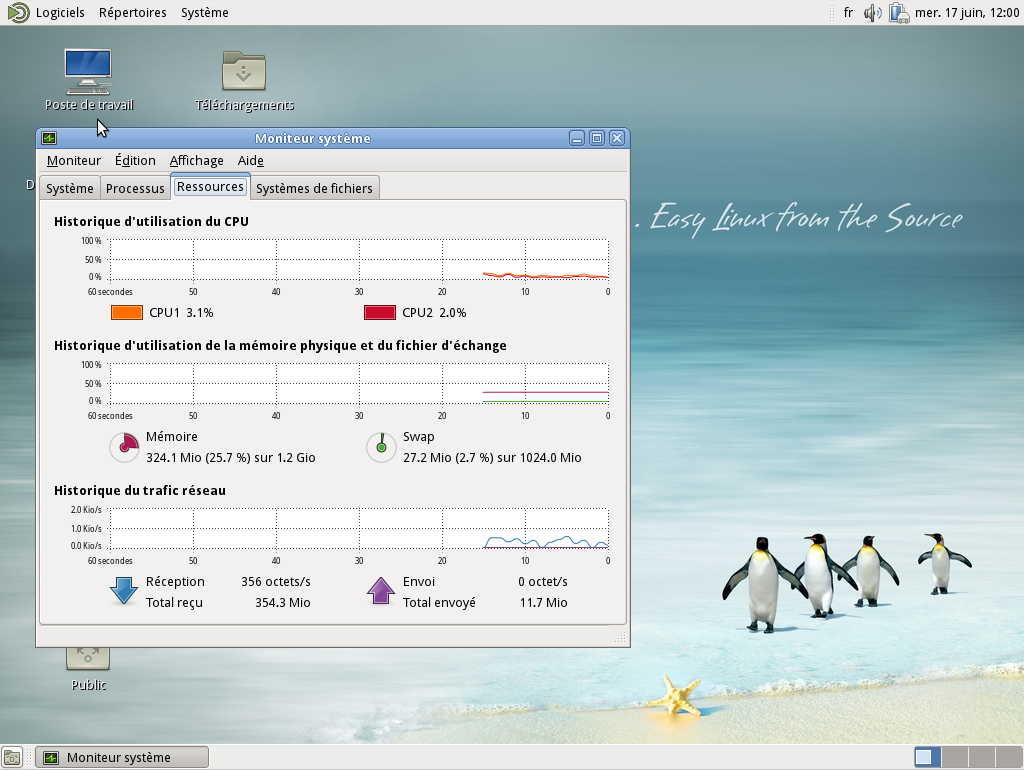 Logiciels Répertoires Système fr mer. 17 juin, 12:00
Poste de travail
Téléchargements
Moniteur système
Moniteur Édition Affichage Aide
D
Système Processus Ressources Systèmes de fichiers
. Easy Linux from the Source
Historique d'utilisation du CPU
100 %
50 %
0 %
60 secondes 50 40 30 20 10 0
CPU1 3.1% CPU2 2.0%
Historique d'utilisation de la mémoire physique et du fichier d'échange
100 %
50 %
0 %
60 secondes 50 40 30 20 10 0
Mémoire Swap
324.1 Mio (25.7 %) sur 1.2 Gio 27.2 Mio (2.7 %) sur 1024.0 Mio
Historique du trafic réseau
2.0 Kio/s
1.0 Kio/s
0.0 Kio/s
60 secondes 50 40 30 20 10 0
Réception 356 octets/s Envoi 0 octet/s
Total reçu 354.3 Mio Total envoyé 11.7 Mio
Public
Moniteur système